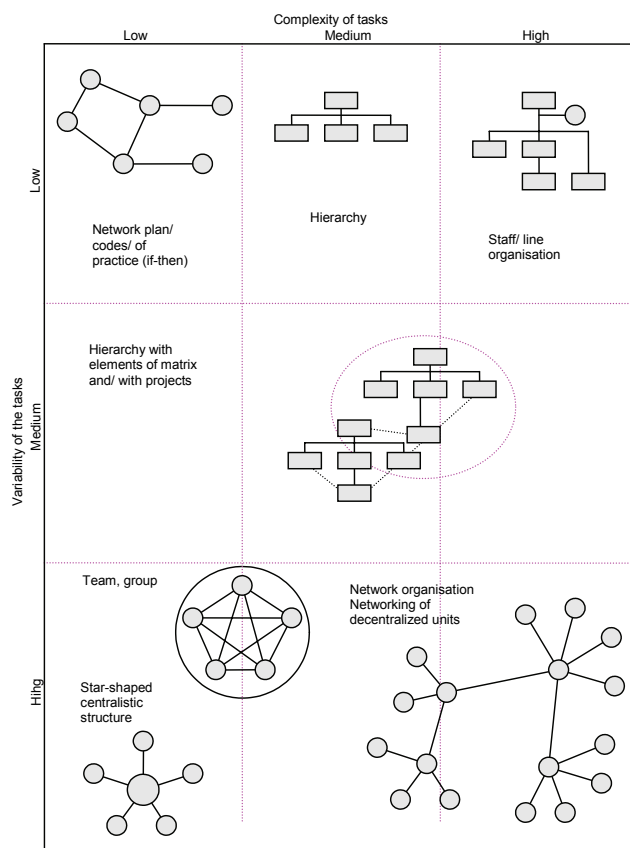 Complexity of tasks
Low
Medium
High
Variability of the tasks
Low
Network plan/
codes/ of
practice (if-then)
Hierarchy
Staff/ line
organisation
Medium
Hierarchy with
elements of matrix
and/ with projects
Hihg
Team, group
Network organisation
Networking of
decentralized units
Star-shaped
centralistic
structure